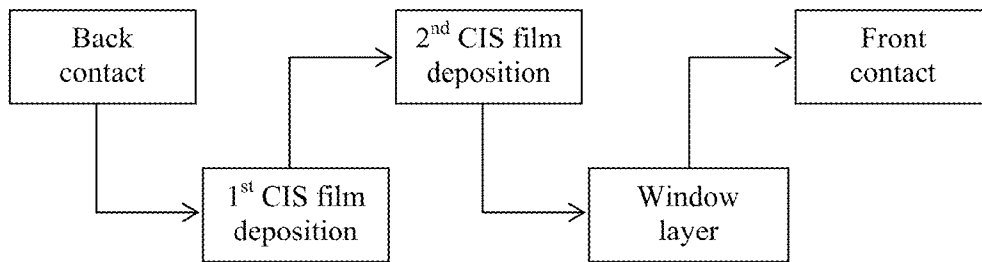 Back
contact
1st CIS film
deposition
2nd CIS film
deposition
Window
layer
Front
contact